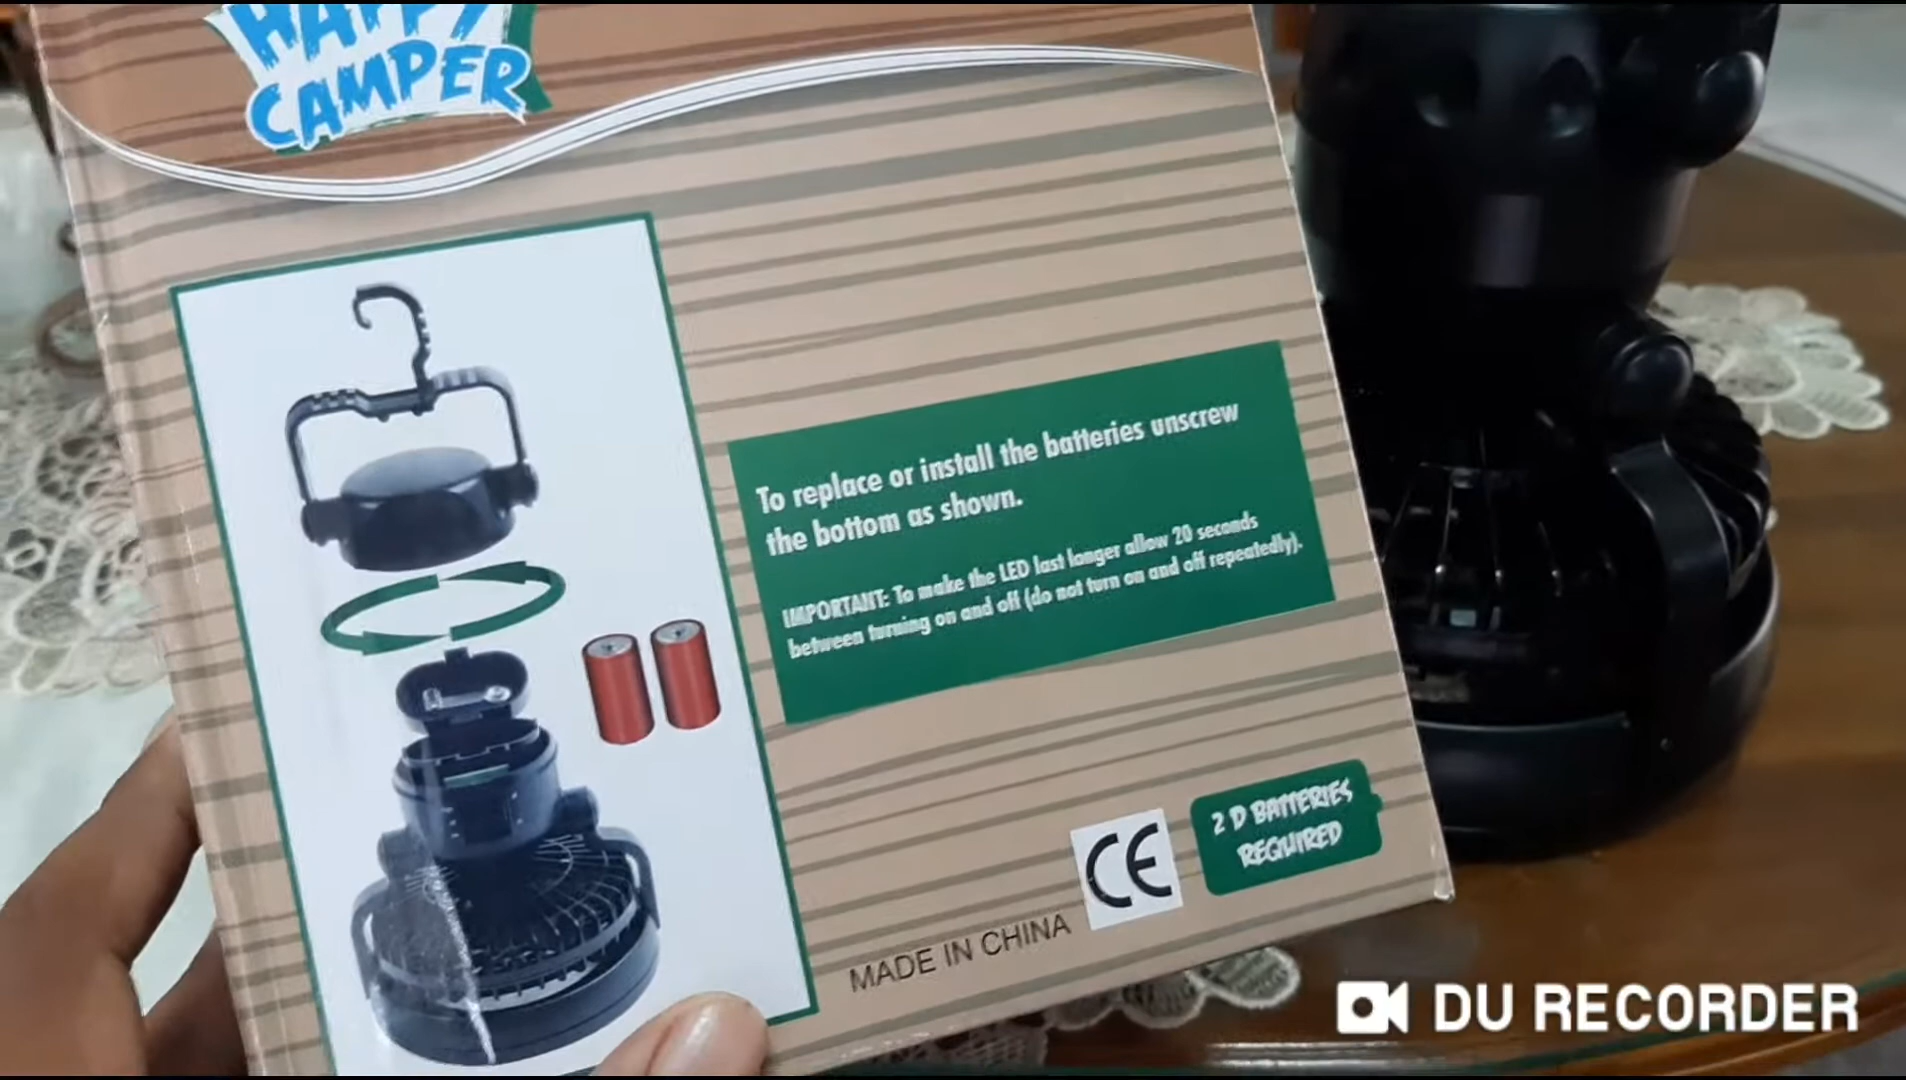 HAPPY
CAMPER
To replace or install the batteries unscrew
the bottom as shown.
IMPORTANT: To make the LED last longer allow 20 seconds
between turning on and off (do not turn on and off repeatedly).
2 D BATTERIES
REQUIRED
CE
MADE IN CHINA
DU RECORDER